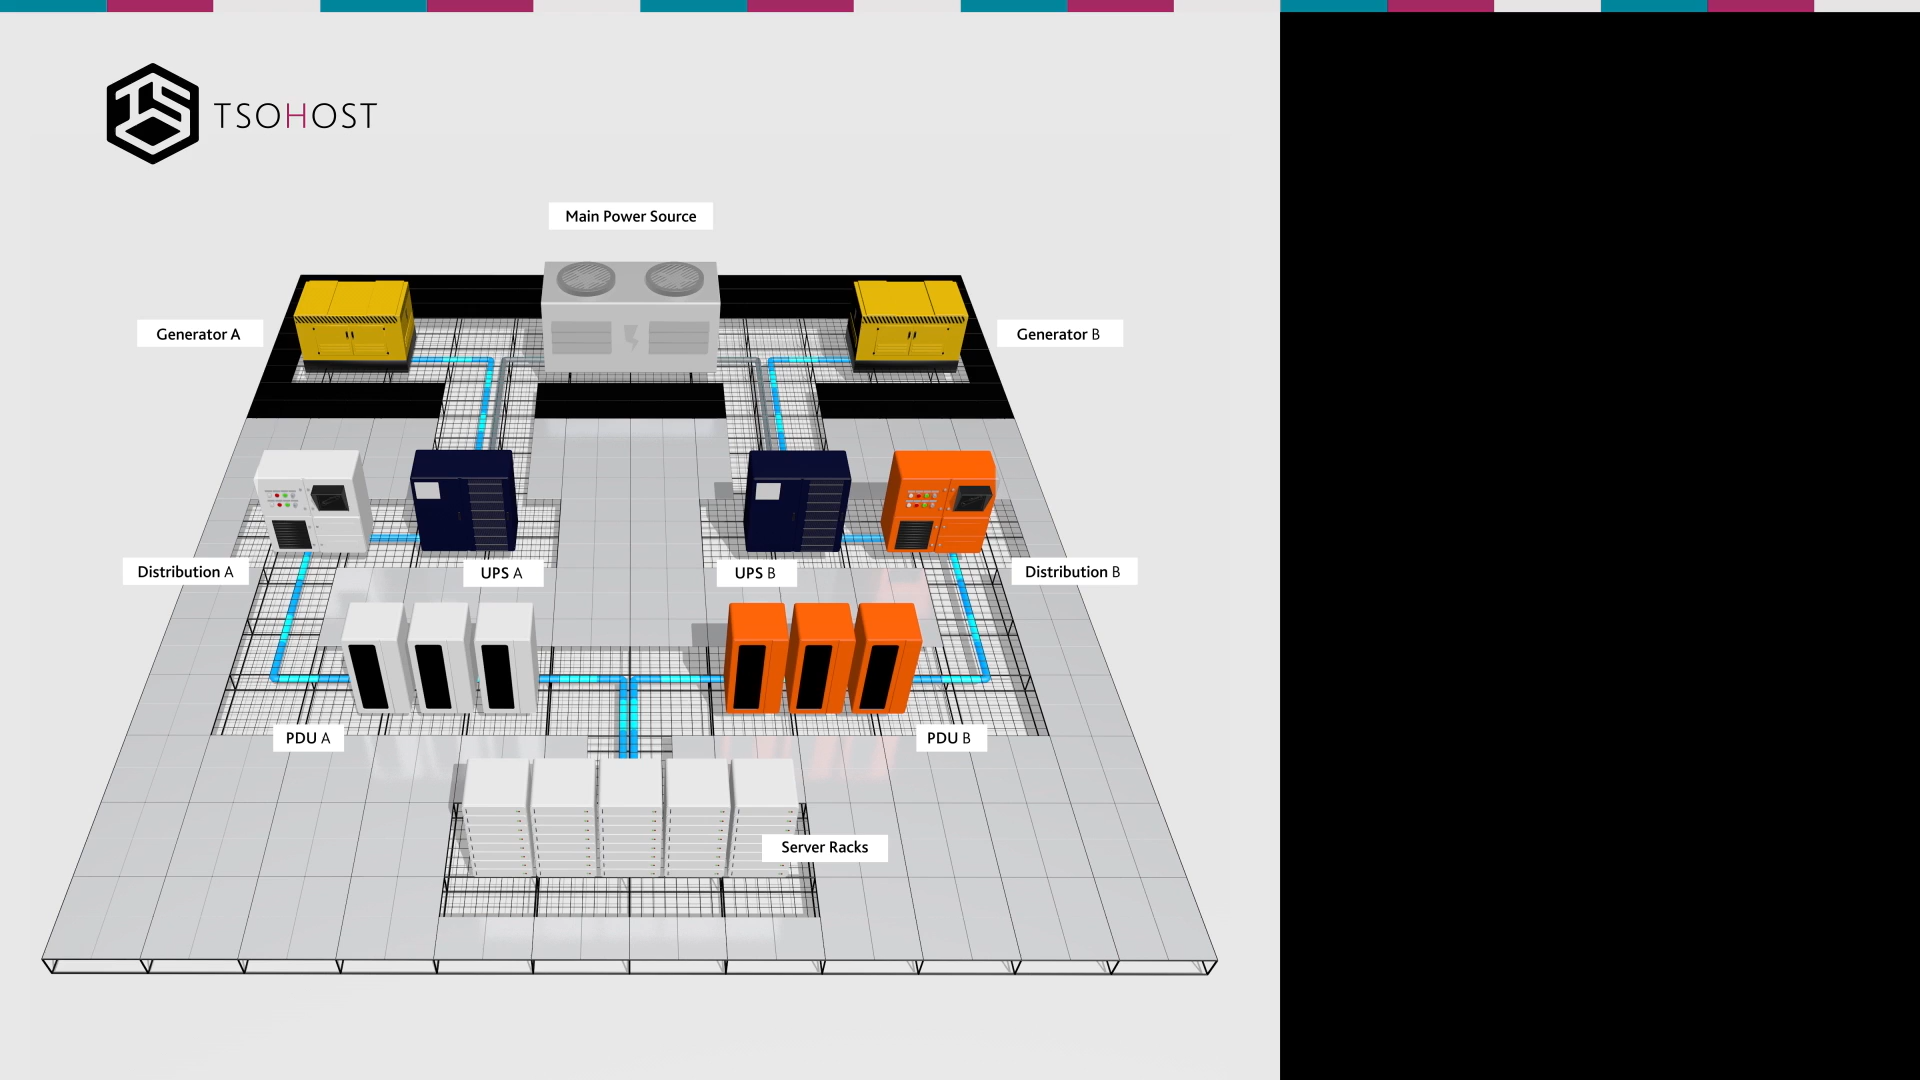 TSOHOST
Main Power Source
Generator A
Generator B
Distribution A
UPS A
UPS B
Distribution B
PDU A
PDU B
Server Racks